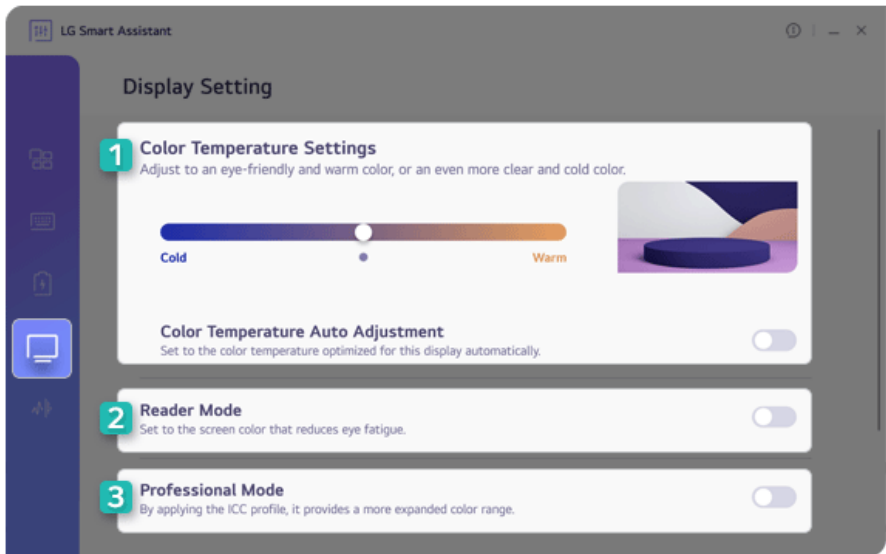 LG Smart Assistant
Display Setting
1
Color Temperature Settings
Adjust to an eye-friendly and warm color, or an even more clear and cold color.
Cold
Warm
Color Temperature Auto Adjustment
Set to the color temperature optimized for this display automatically.
2
Reader Mode
Set to the screen color that reduces eye fatigue.
3
Professional Mode
By applying the ICC profile, it provides a more expanded color range.